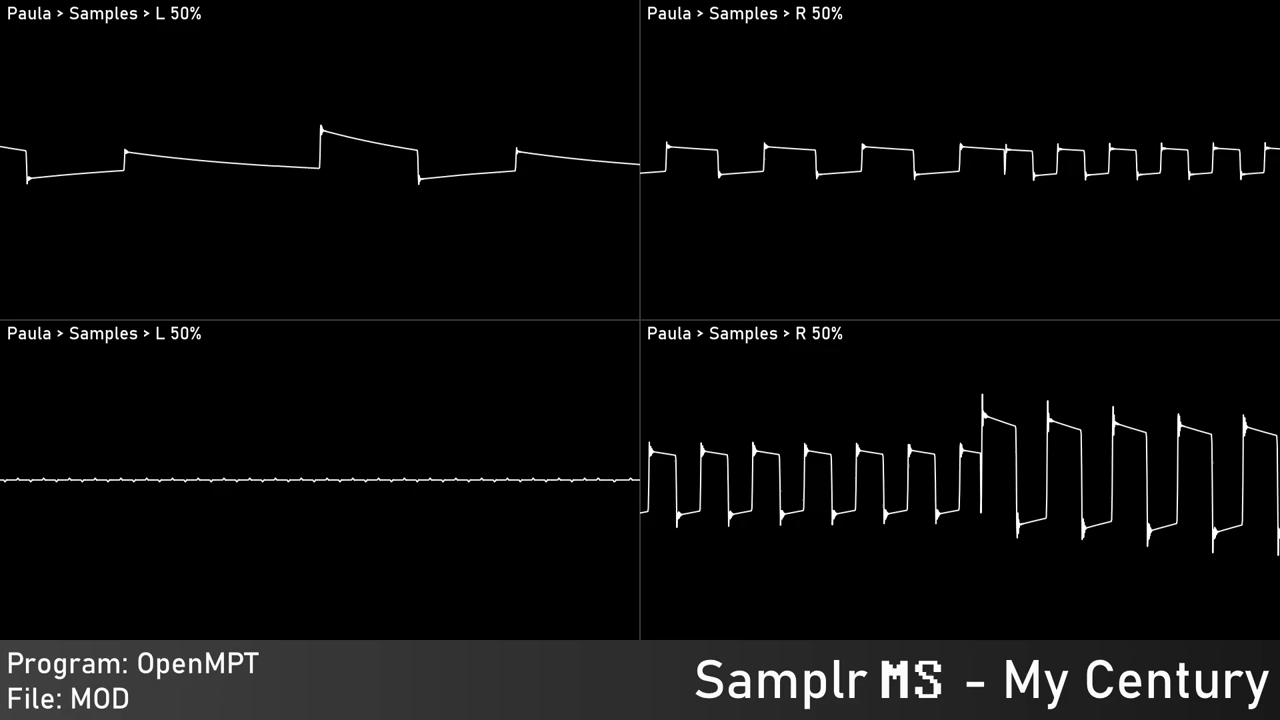 Paula > Samples > L 50%
Paula > Samples > R 50%
Paula > Samples > L 50%
Paula > Samples > R 50%
Program: OpenMPT
File: MOD
Samplr MS - My Century